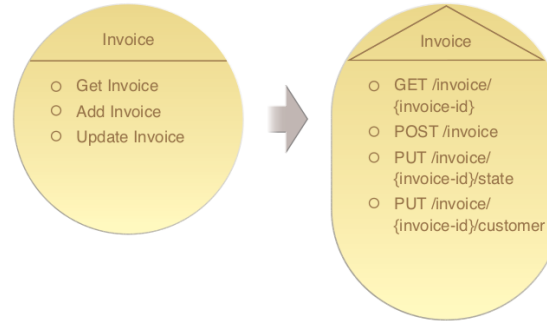 Invoice
Get Invoice
Add Invoice
Update Invoice
Invoice
GET /invoice/
{invoice-id}
POST /invoice
PUT /invoice/
{invoice-id}/state
PUT /invoice/
{invoice-id}/customer